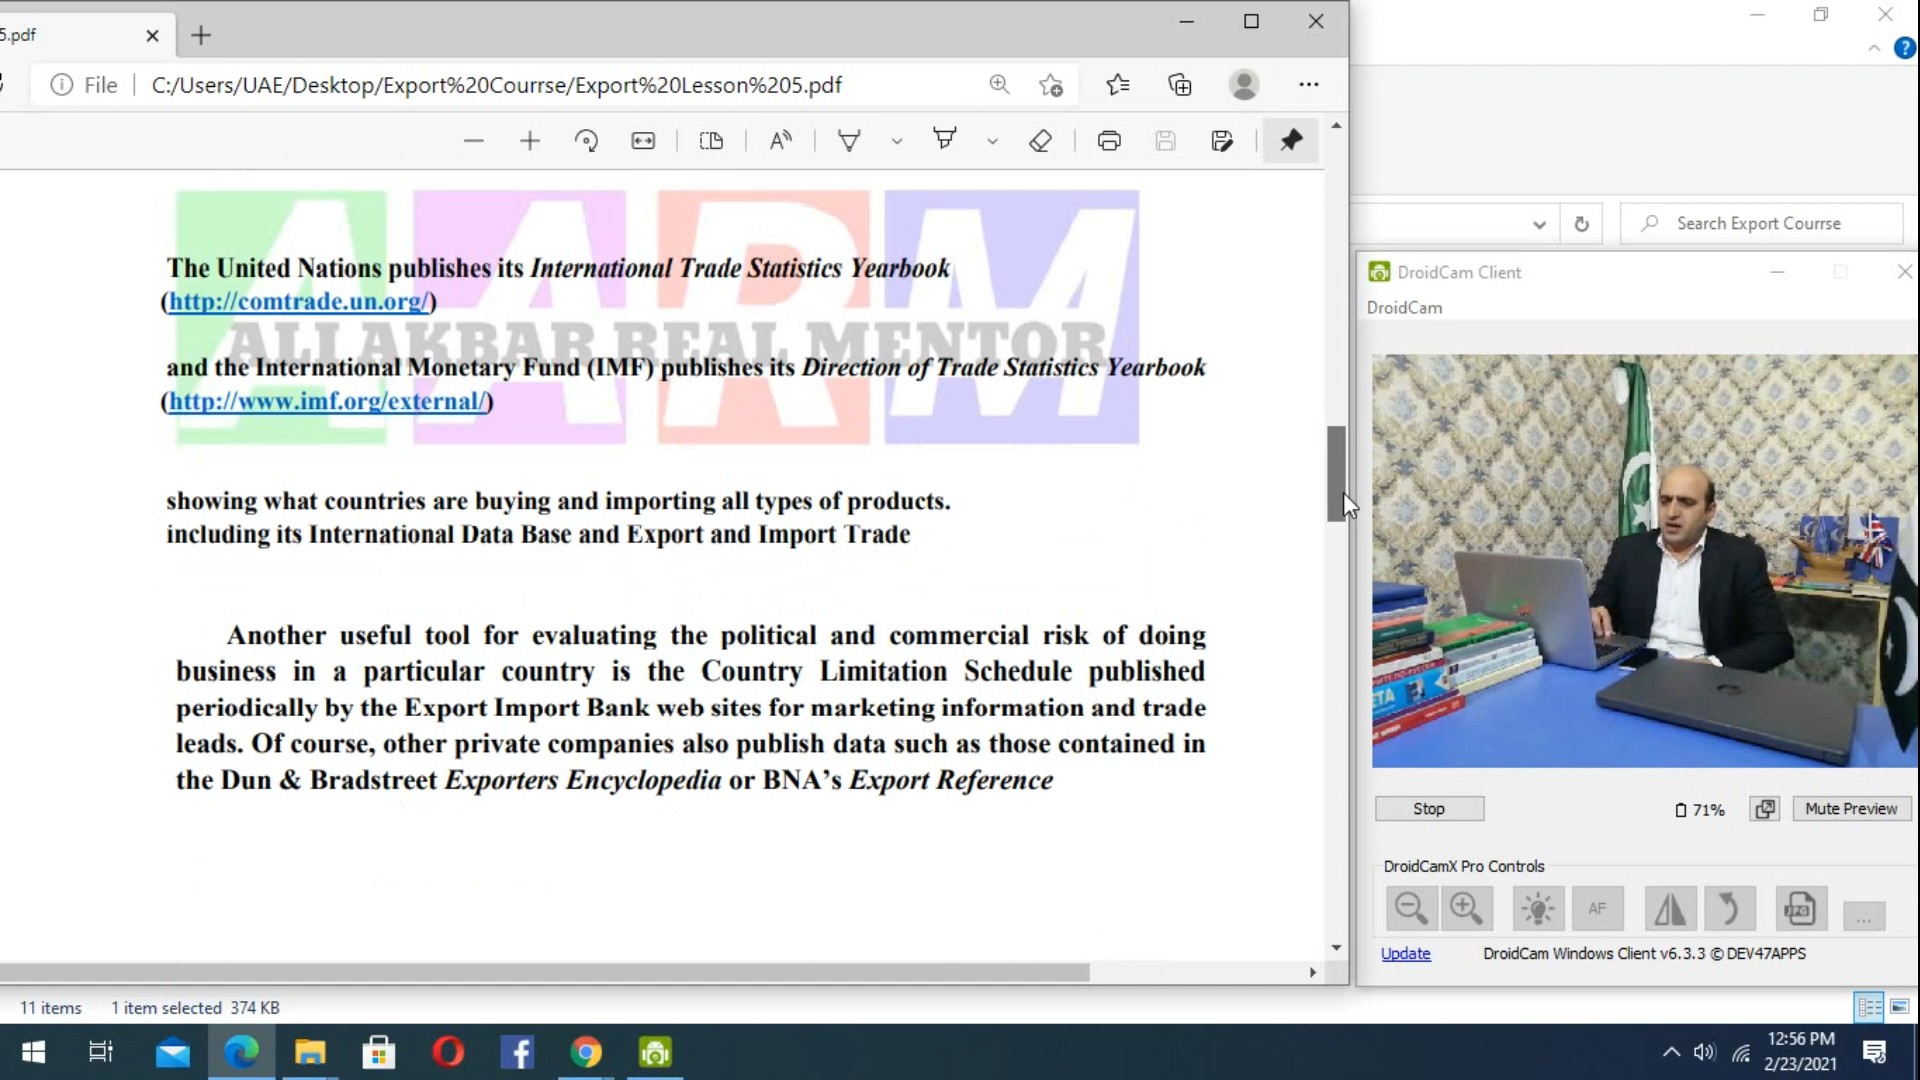 5.pdf
File
C:/Users/UAE/Desktop/Export%20Courrse/Export%20Lesson%205.pdf
The United Nations publishes its International Trade Statistics Yearbook
(http://comtrade.un.org/)
ALI AKBAR REAL MENTOR
and the International Monetary Fund (IMF) publishes its Direction of Trade Statistics Yearbook
(http://www.imf.org/external/)
AARM
showing what countries are buying and importing all types of products.
including its International Data Base and Export and Import Trade
Another useful tool for evaluating the political and commercial risk of doing
business in a particular country is the Country Limitation Schedule published
periodically by the Export Import Bank web sites for marketing information and trade
leads. Of course, other private companies also publish data such as those contained in
the Dun & Bradstreet Exporters Encyclopedia or BNA's Export Reference
Search Export Courrse
DroidCam Client
DroidCam
Stop
71%
Mute Preview
DroidCamX Pro Controls
AF
JPG
...
Update
DroidCam Windows Client v6.3.3 © DEV47APPS
11 items
1 item selected 374 KB
12:56 PM
2/23/2021